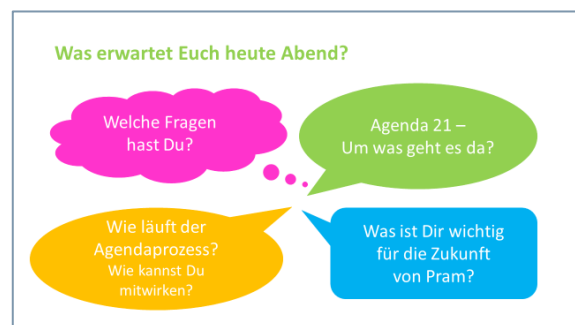 Was erwartet Euch heute Abend?
Welche Fragen
hast Du?
Agenda 21 –
Um was geht es da?
Wie läuft der
Agendaprozess?
Wie kannst Du
mitwirken?
Was ist Dir wichtig
für die Zukunft
von Pram?